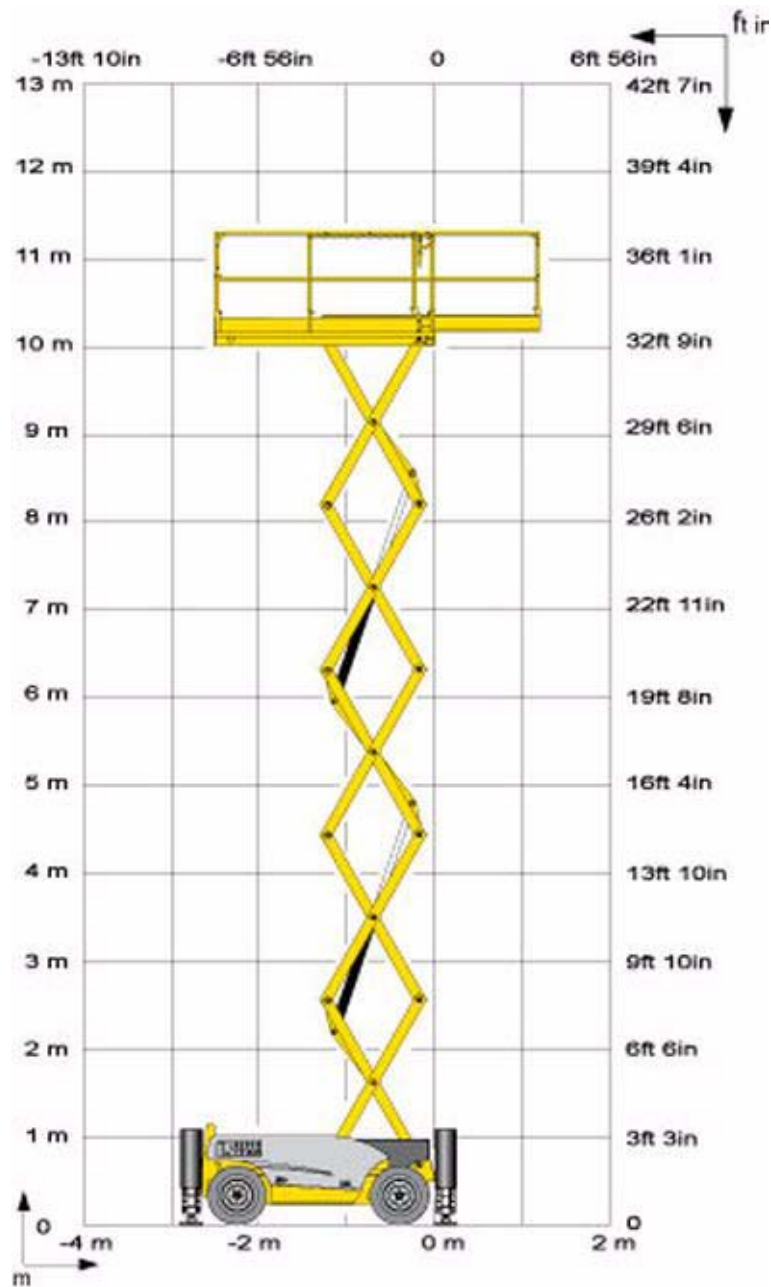 ft in
-13ft 10in -6ft 56in 0 6ft 56in
13 m 42ft 7in
12 m 39ft 4in
11 m 36ft 1in
10 m 32ft 9in
9 m 29ft 6in
8 m 26ft 2in
7 m 22ft 11in
6 m 19ft 8in
5 m 16ft 4in
4 m 13ft 10in
3 m 9ft 10in
2 m 6ft 6in
1 m 3ft 3in
0 0
-4 m -2 m 0 m 2 m
m